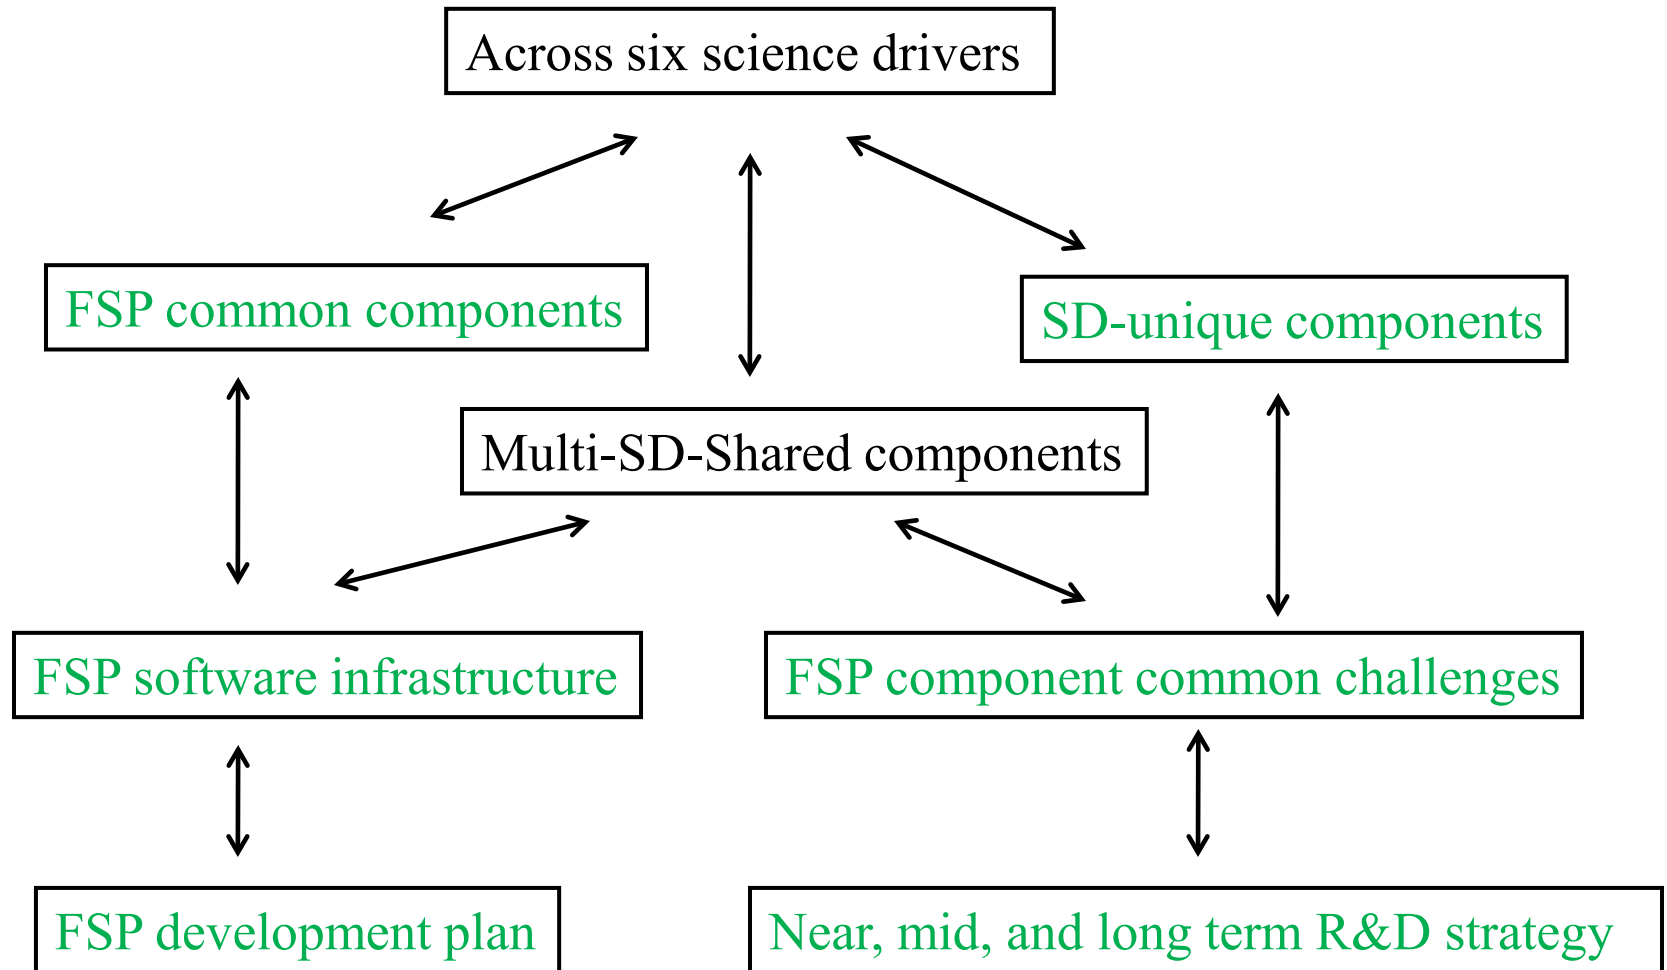 Across six science drivers
FSP common components
SD-unique components
Multi-SD-Shared components
FSP software infrastructure
FSP component common challenges
FSP development plan
Near, mid, and long term R&D strategy